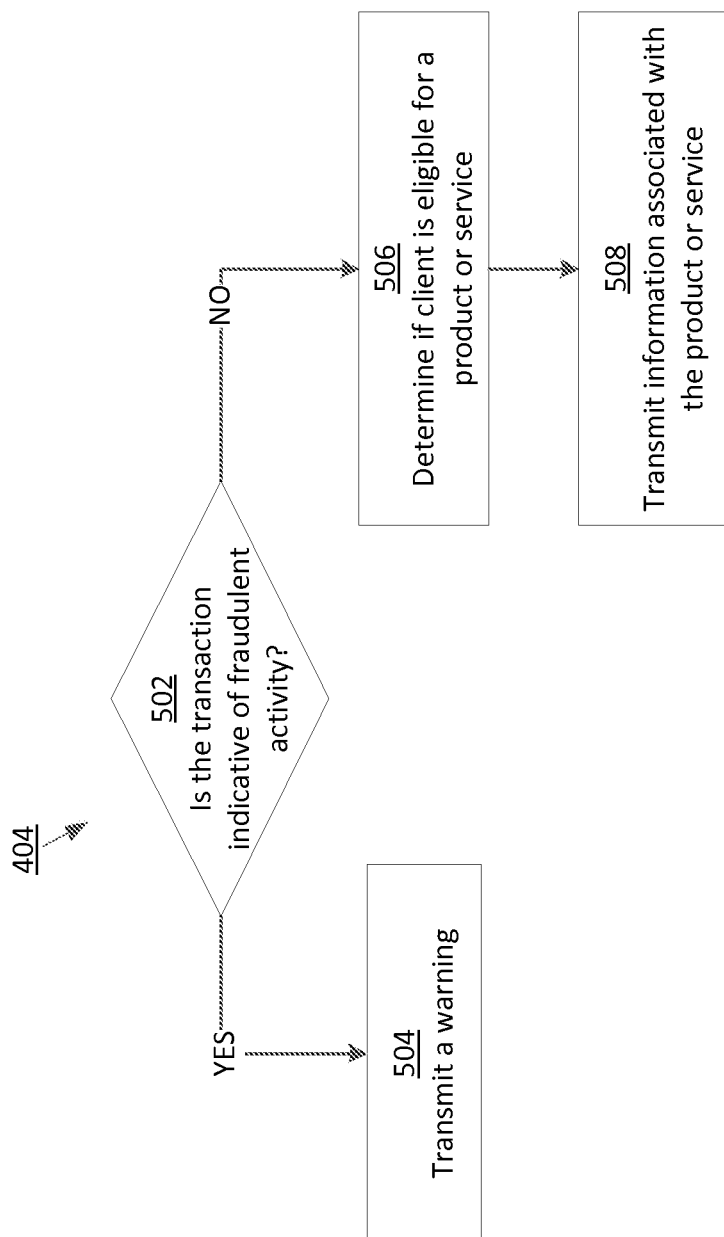 404
502
Is the transaction
indicative of fraudulent
activity?
YES
NO
504
Transmit a warning
506
Determine if client is eligible for a
product or service
508
Transmit information associated with
the product or service